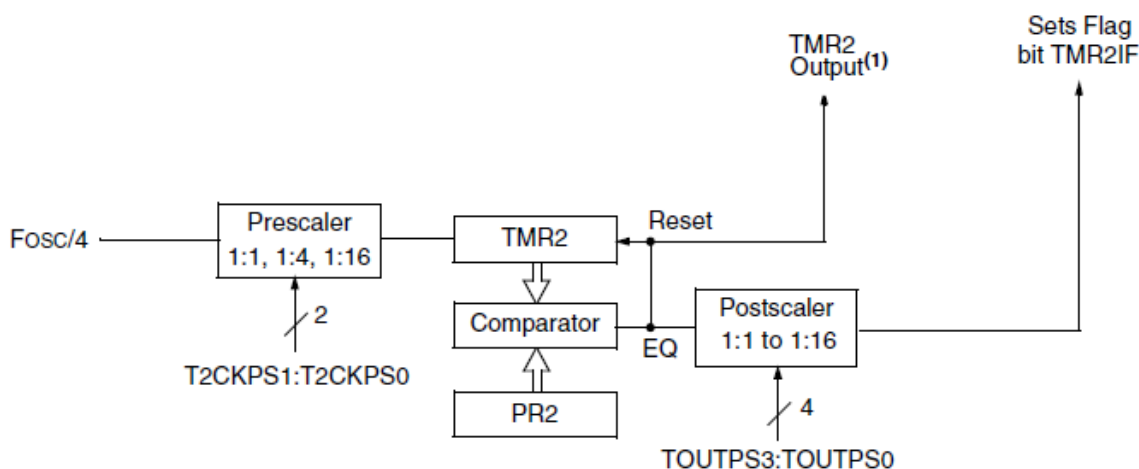 Sets Flag
bit TMR2IF
TMR2
Output(1)
Prescaler
1:1, 1:4, 1:16
FOSC/4
TMR2
Reset
2
Comparator
EQ
Postscaler
1:1 to 1:16
T2CKPS1:T2CKPS0
PR2
4
TOUTPS3:TOUTPS0